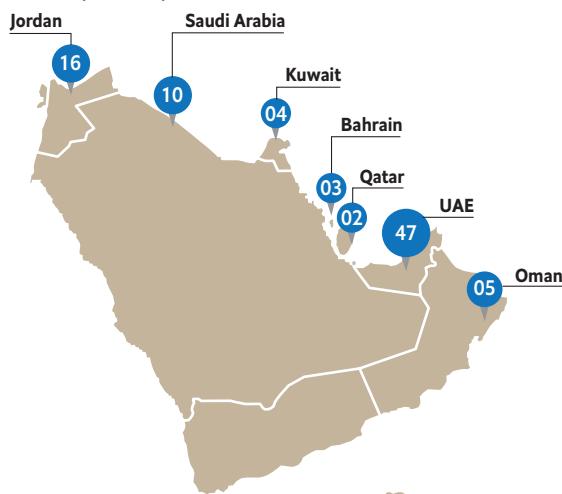 Jordan
16
Saudi Arabia
10
Kuwait
04
Bahrain
03
Qatar
02
UAE
47
Oman
05